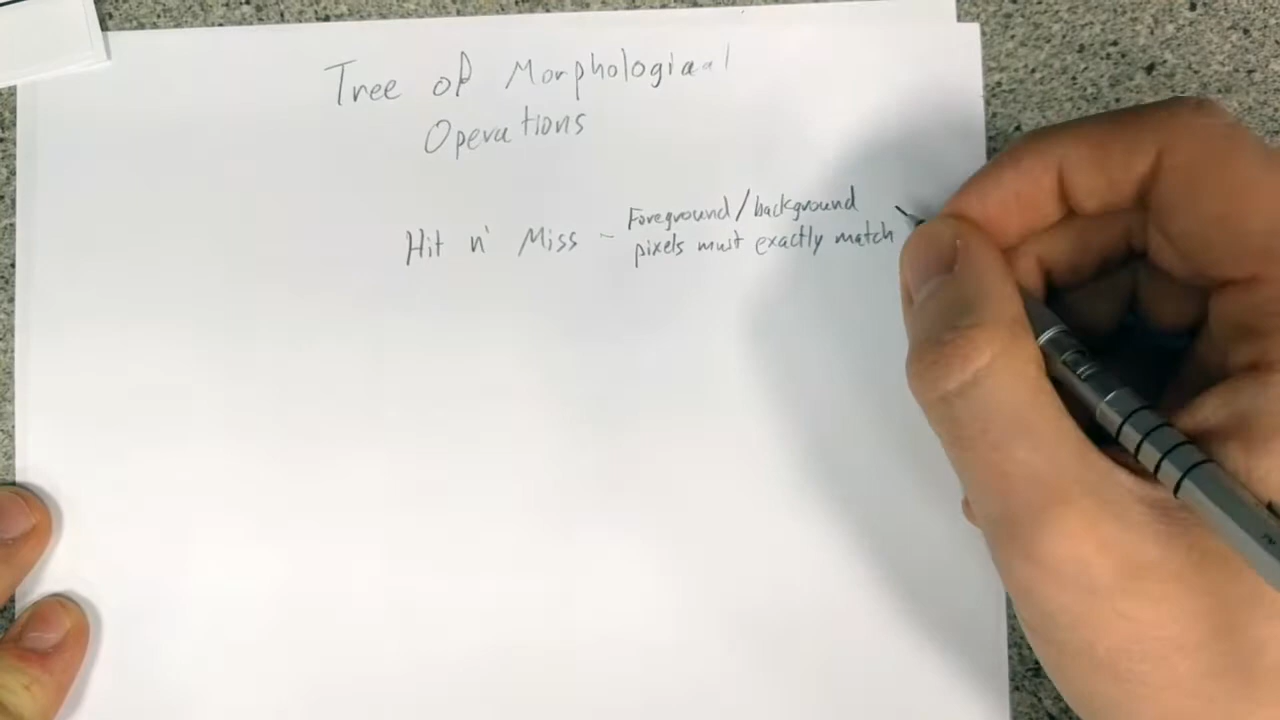 Tree of Morphological
Operations
Hit n' Miss - Foreground/background
pixels must exactly match